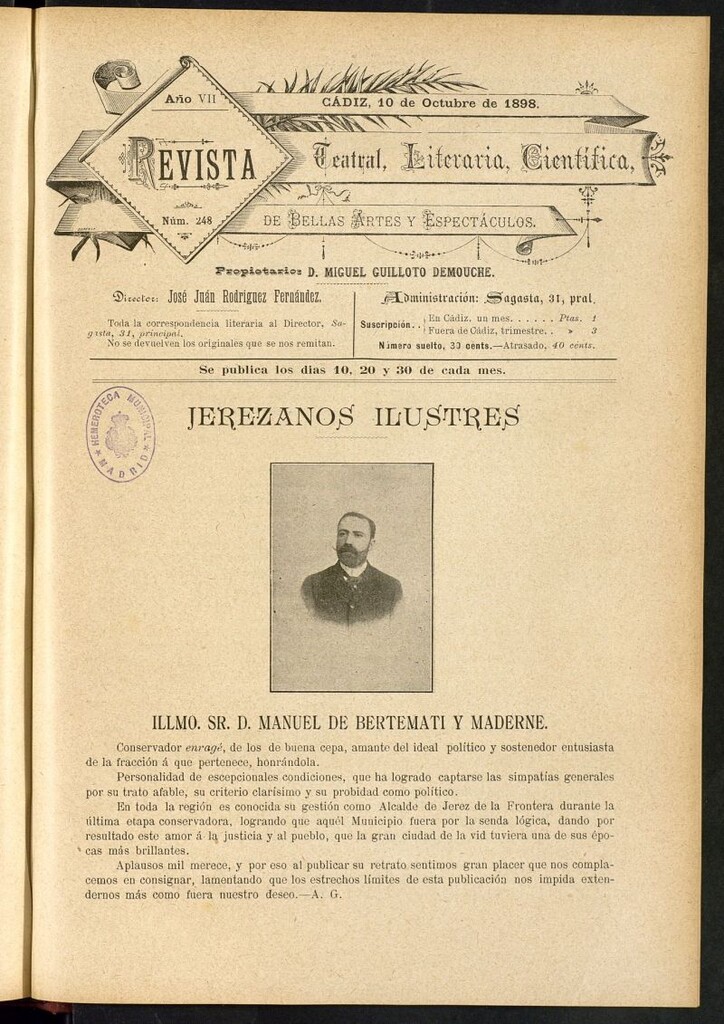 Año VII
CÁDIZ, 10 de Octubre de 1898.
REVISTA
Teatral, Literaria, Científica,
Núm. 248
DE BELLAS ARTES Y ESPECTÁCULOS.
Propietario: D. MIGUEL GUILLOTO DEMOUCHE.
Director: José Juán Rodríguez Fernández.
Toda la correspondencia literaria al Director, Sa-
gasta, 31, principal.
No se devuelven los originales que se nos remitan.
Administración: Sagasta, 31, pral.
Suscripción. . En Cádiz, un mes. . . . . . Ptas. 1
Fuera de Cádiz, trimestre. . » 3
Número suelto, 30 cents.—Atrasado, 40 cents.
Se publica los dias 10, 20 y 30 de cada mes.
HEMEROTECA MUNICIPAL
MADRID
JEREZANOS ILUSTRES
ILLMO. SR. D. MANUEL DE BERTEMATI Y MADERNE.
Conservador enragé, de los de buena cepa, amante del ideal político y sostenedor entusiasta
de la fracción á que pertenece, honrándola.
Personalidad de escepcionales condiciones, que ha logrado captarse las simpatías generales
por su trato afable, su criterio clarísimo y su probidad como político.
En toda la región es conocida su gestión como Alcalde de Jerez de la Frontera durante la
última etapa conservadora, logrando que aquél Municipio fuera por la senda lógica, dando por
resultado este amor á la justicia y al pueblo, que la gran ciudad de la vid tuviera una de sus épo-
cas más brillantes.
Aplausos mil merece, y por eso al publicar su retrato sentimos gran placer que nos compla-
cemos en consignar, lamentando que los estrechos límites de esta publicación nos impida exten-
dernos más como fuera nuestro deseo.—A. G.